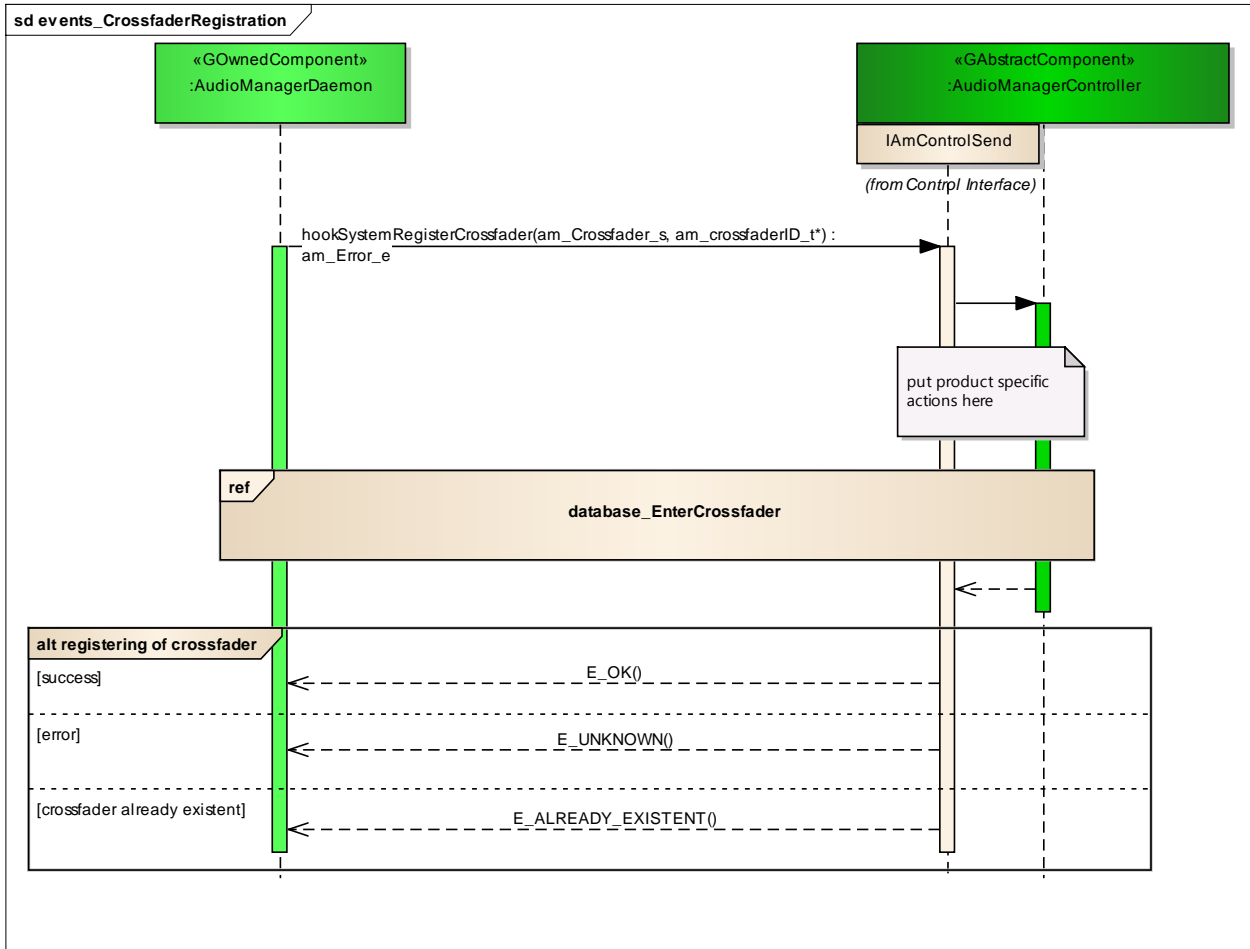 sd events_CrossfaderRegistration
«GOwnedComponent»
:AudioManagerDaemon
«GAbstractComponent»
:AudioManagerController
IAmControlSend
(from Control Interface)
hookSystemRegisterCrossfader(am_Crossfader_s, am_crossfaderID_t*) :
am_Error_e
put product specific
actions here
ref
database_EnterCrossfader
alt registering of crossfader
[success]
E_OK()
[error]
E_UNKNOWN()
[crossfader already existent]
E_ALREADY_EXISTENT()